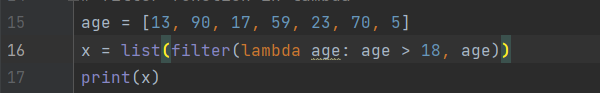 15 age = [13, 90, 17, 59, 23, 70, 5]
16 x = list(filter(lambda age: age > 18, age))
17 print(x)